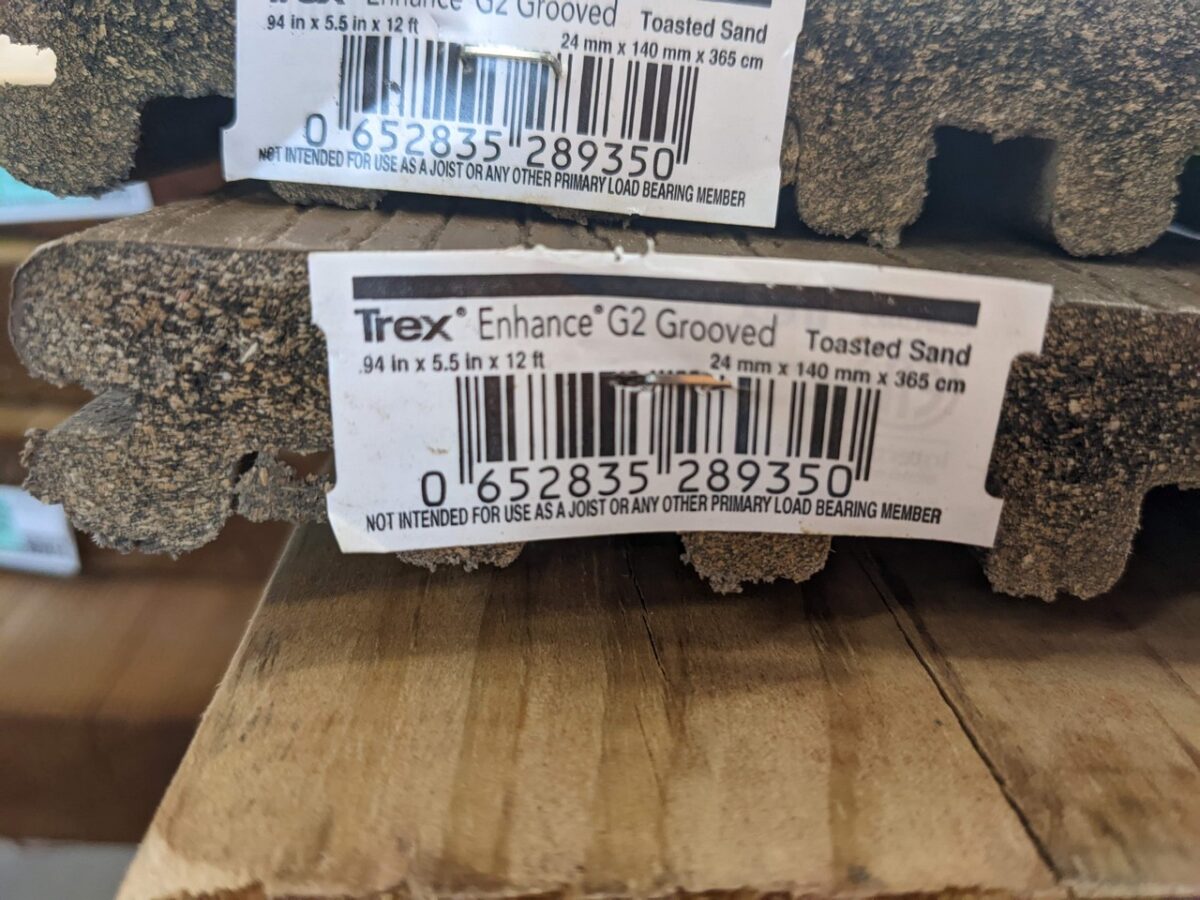 Trex® Enhance® G2 Grooved Toasted Sand
.94 in x 5.5 in x 12 ft 24 mm x 140 mm x 365 cm
0 652835 289350
NOT INTENDED FOR USE AS A JOIST OR ANY OTHER PRIMARY LOAD BEARING MEMBER
Trex® Enhance® G2 Grooved Toasted Sand
.94 in x 5.5 in x 12 ft 24 mm x 140 mm x 365 cm
0 652835 289350
NOT INTENDED FOR USE AS A JOIST OR ANY OTHER PRIMARY LOAD BEARING MEMBER